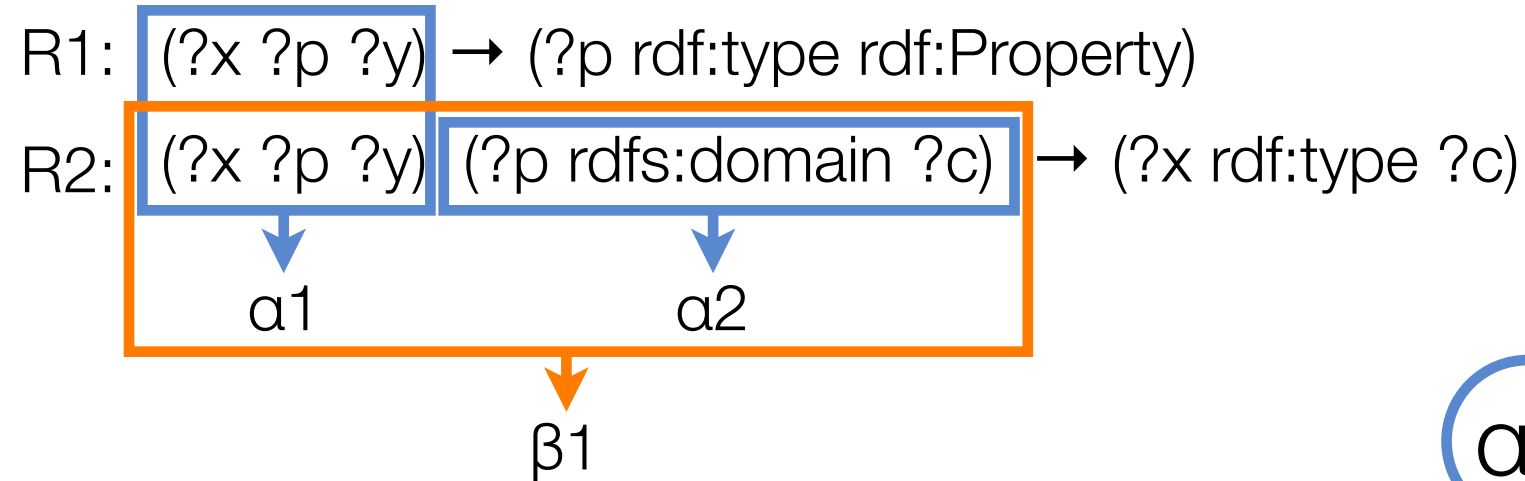 R1: (?x ?p ?y) → (?p rdf:type rdf:Property)
R2: (?x ?p ?y) (?p rdfs:domain ?c) → (?x rdf:type ?c)
α1 α2
β1
α